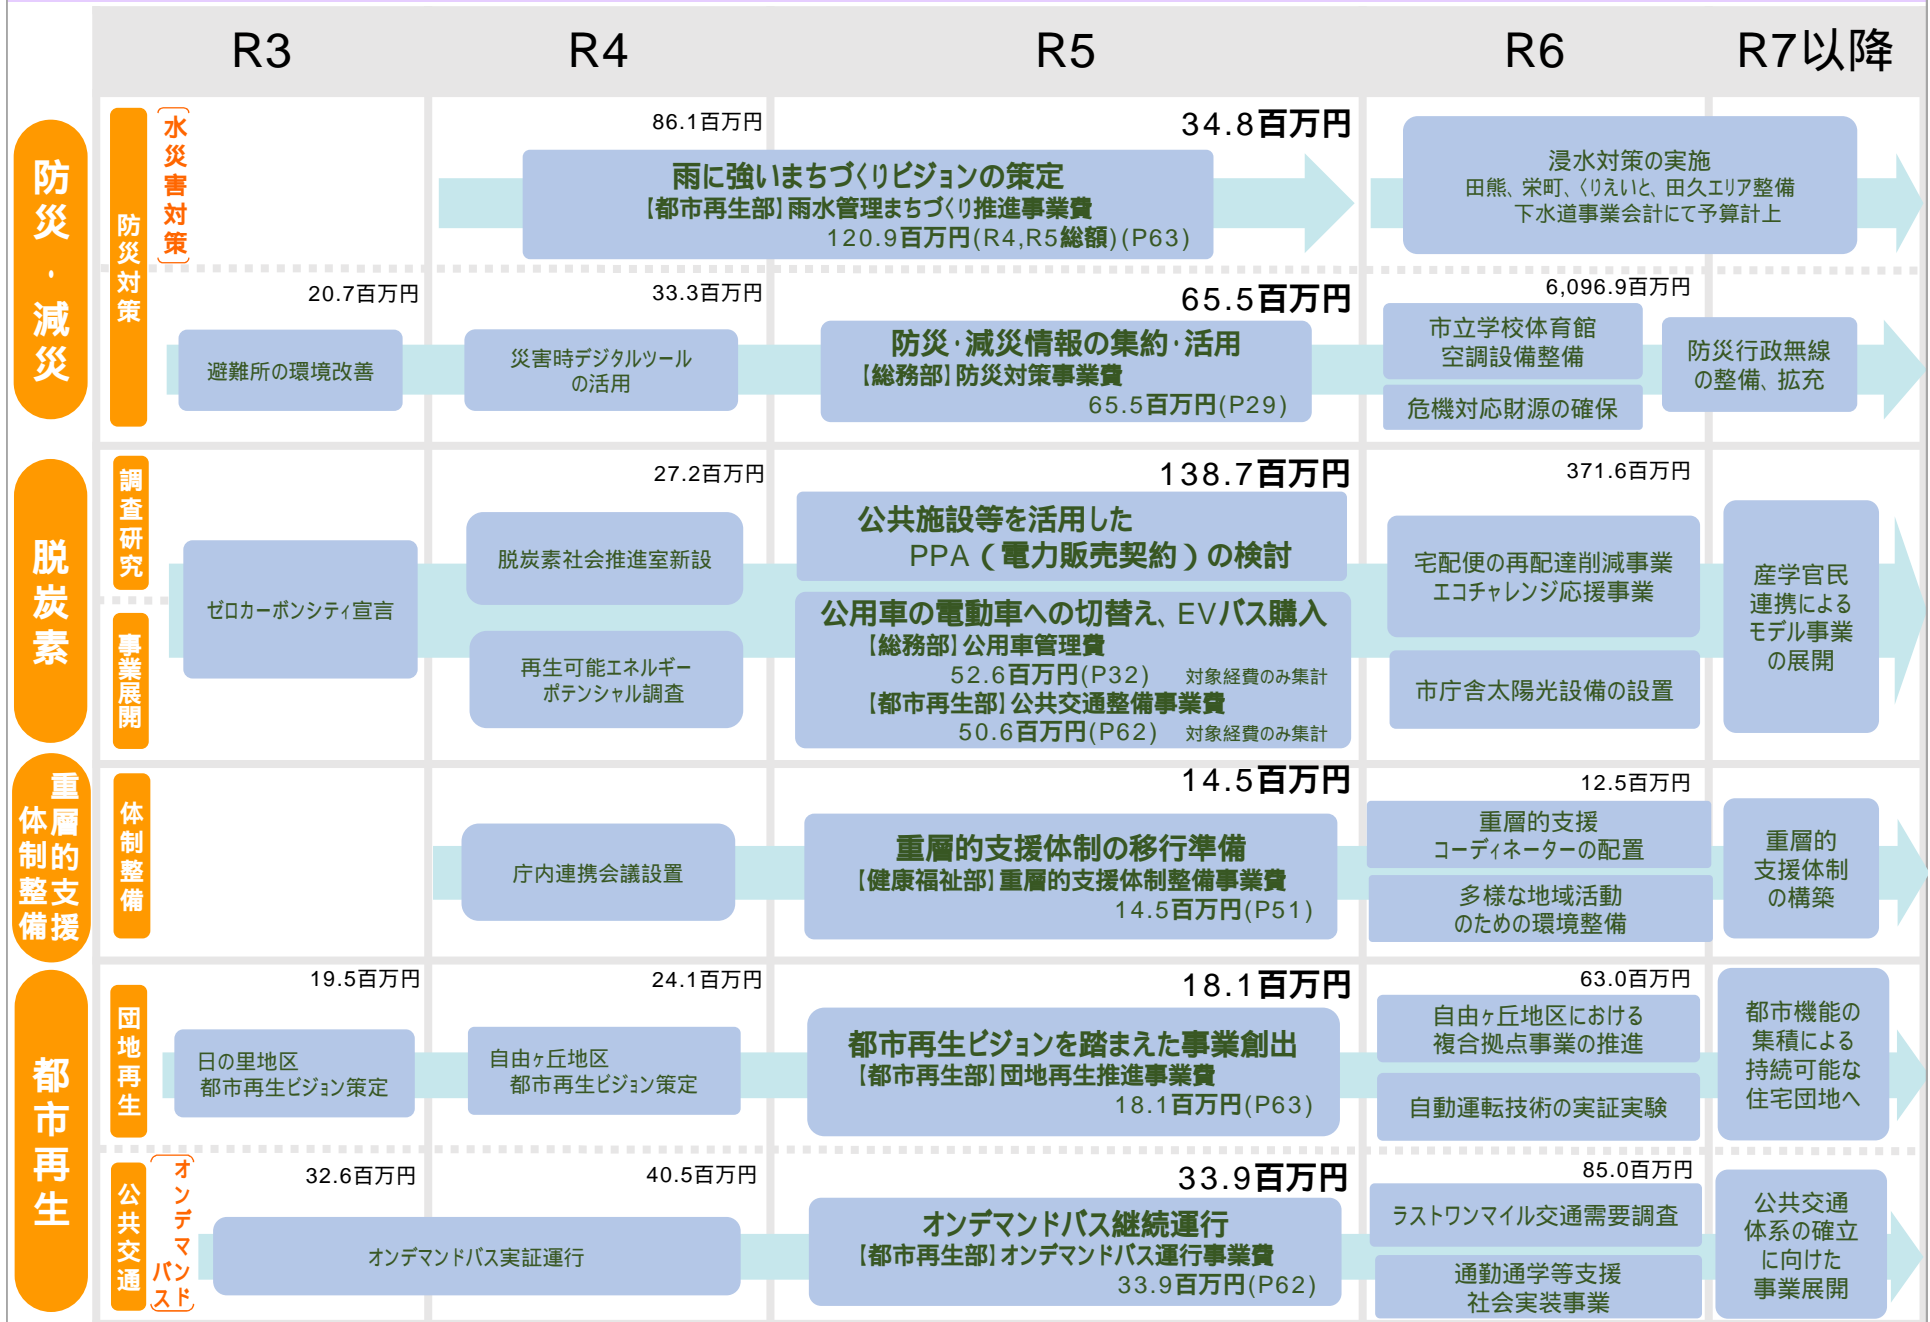 R3
R4
R5
R6
R7以降
防災・減災
防災対策
[水災害対策]
86.1百万円
34.8百万円
雨に強いまちづくりビジョンの策定
【都市再生部】雨水管理まちづくり推進事業費
120.9百万円(R4,R5総額)(P63)
浸水対策の実施
田熊、栄町、くりえいと、田久エリア整備
下水道事業会計にて予算計上
20.7百万円
33.3百万円
65.5百万円
6,096.9百万円
避難所の環境改善
災害時デジタルツール
の活用
防災・減災情報の集約・活用
【総務部】防災対策事業費
65.5百万円(P29)
市立学校体育館
空調設備整備
危機対応財源の確保
防災行政無線
の整備、拡充
脱炭素
調査研究
事業展開
27.2百万円
138.7百万円
371.6百万円
ゼロカーボンシティ宣言
脱炭素社会推進室新設
再生可能エネルギー
ポテンシャル調査
公共施設等を活用した
PPA(電力販売契約)の検討
公用車の電動車への切替え、EVバス購入
【総務部】公用車管理費
52.6百万円(P32) 対象経費のみ集計
【都市再生部】公共交通整備事業費
50.6百万円(P62) 対象経費のみ集計
宅配便の再配達削減事業
エコチャレンジ応援事業
市庁舎太陽光設備の設置
産学官民
連携による
モデル事業
の展開
重層的支援
体制整備
体制整備
14.5百万円
12.5百万円
庁内連携会議設置
重層的支援体制の移行準備
【健康福祉部】重層的支援体制整備事業費
14.5百万円(P51)
重層的支援
コーディネーターの配置
多様な地域活動
のための環境整備
重層的
支援体制
の構築
都市再生
団地再生
19.5百万円
24.1百万円
18.1百万円
63.0百万円
日の里地区
都市再生ビジョン策定
自由ヶ丘地区
都市再生ビジョン策定
都市再生ビジョンを踏まえた事業創出
【都市再生部】団地再生推進事業費
18.1百万円(P63)
自由ヶ丘地区における
複合拠点事業の推進
自動運転技術の実証実験
都市機能の
集積による
持続可能な
住宅団地へ
公共交通
[オンデマンド
バス]
32.6百万円
40.5百万円
33.9百万円
85.0百万円
オンデマンドバス実証運行
オンデマンドバス継続運行
【都市再生部】オンデマンドバス運行事業費
33.9百万円(P62)
ラストワンマイル交通需要調査
通勤通学等支援
社会実装事業
公共交通
体系の確立
に向けた
事業展開